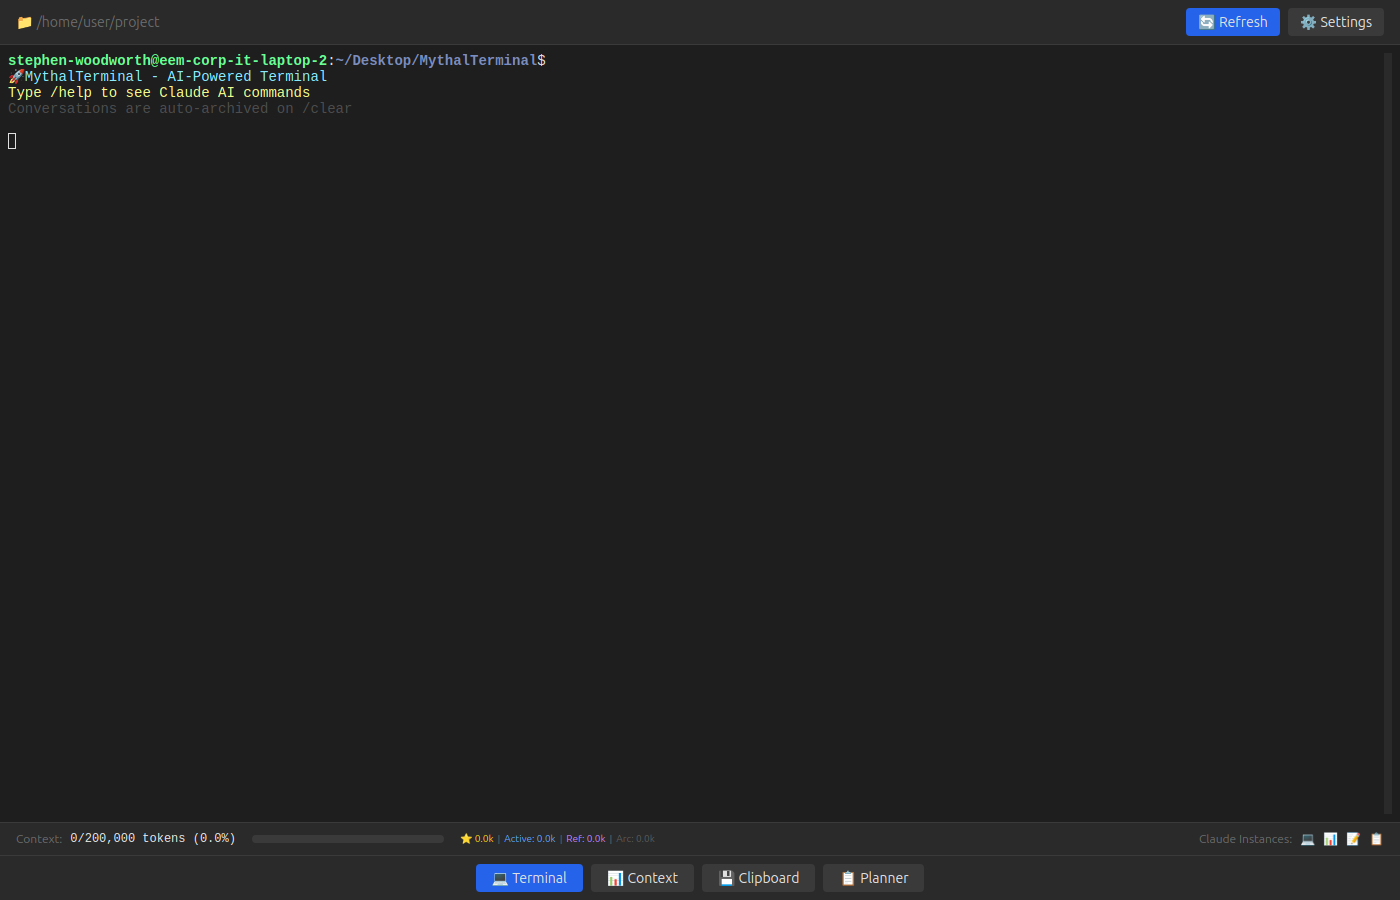 📁 /home/user/project
🔄 Refresh
⚙️ Settings
stephen-woodworth@eem-corp-it-laptop-2:~/Desktop/MythalTerminal$
🚀MythalTerminal - AI-Powered Terminal
Type /help to see Claude AI commands
Conversations are auto-archived on /clear
Context: 0/200,000 tokens (0.0%) ⭐ 0.0k | Active: 0.0k | Ref: 0.0k | Arc: 0.0k Claude Instances: 💻 📊 📝 📋
💻 Terminal
📊 Context
💾 Clipboard
📋 Planner